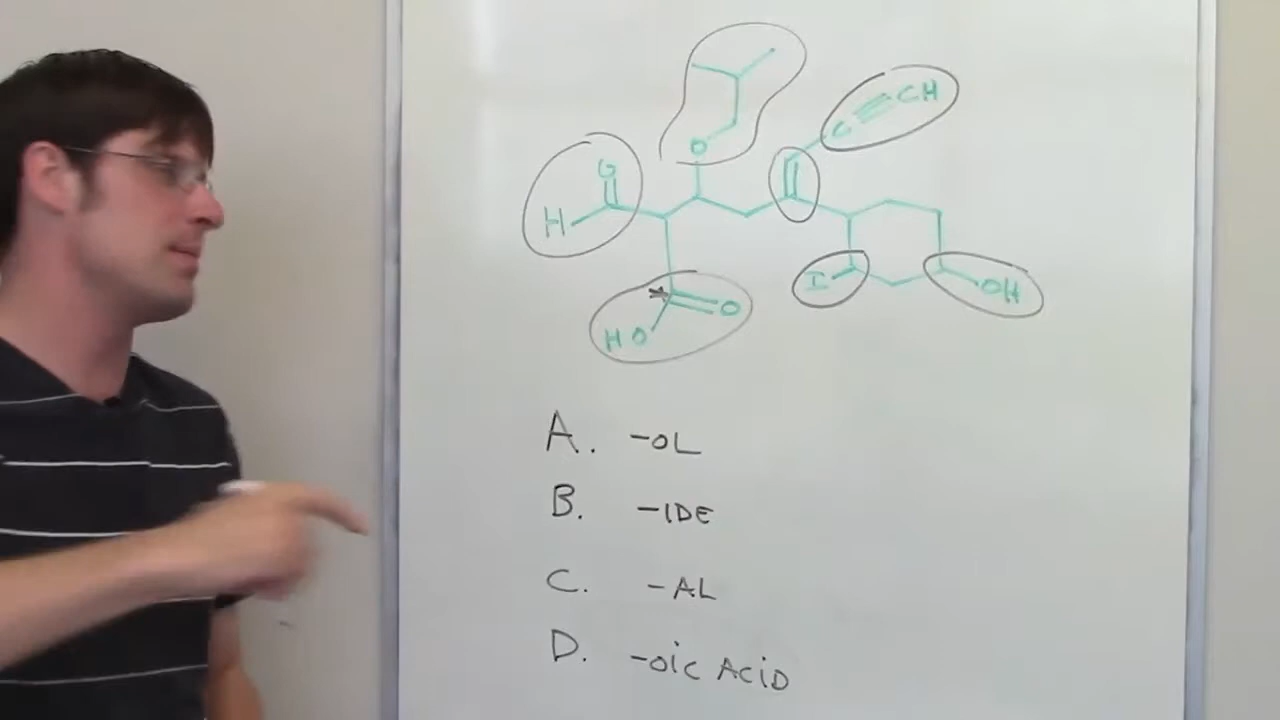 CH
C
O
O
H
I
OH
O
HO
A. -OL
B. -IDE
C. -AL
D. -OIC ACID